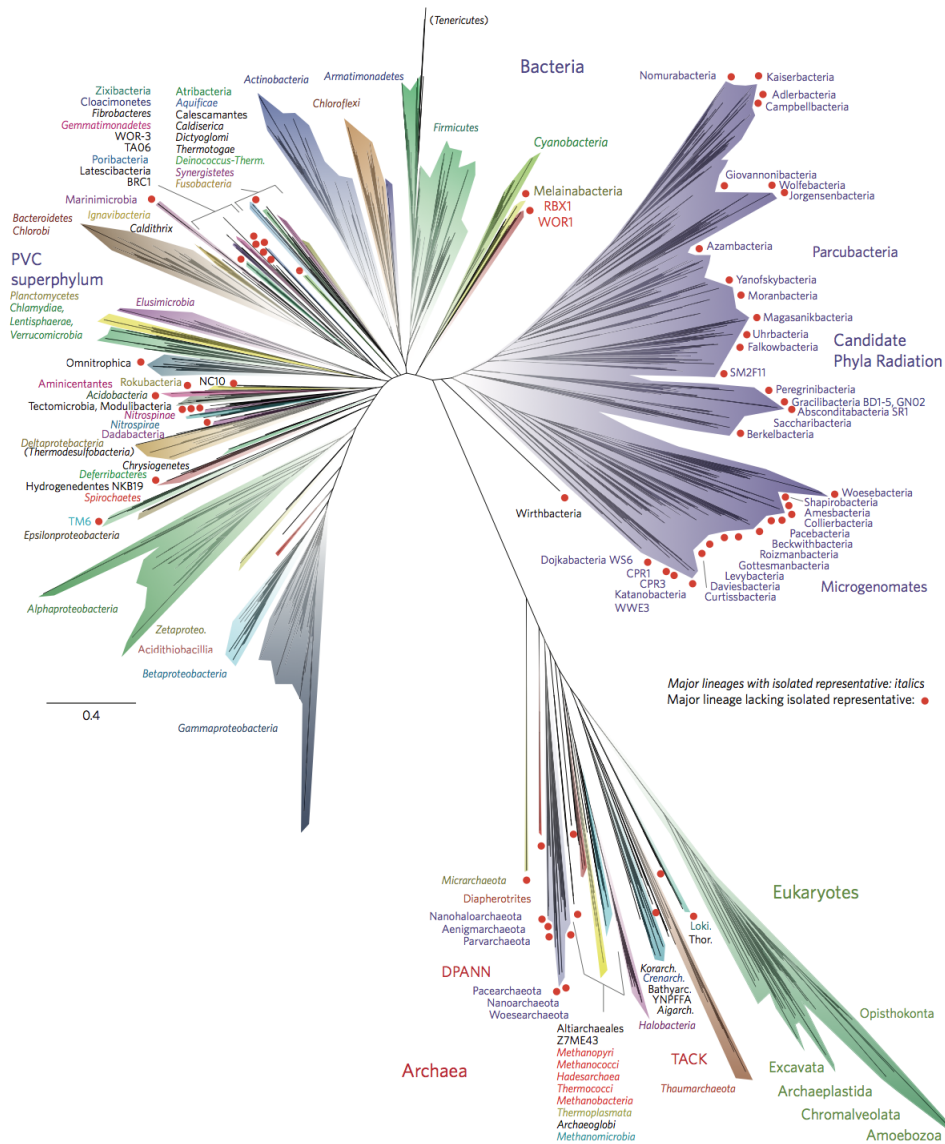 (Tenericutes)
Bacteria
Nomurabacteria
Kaiserbacteria
Adlerbacteria
Campbellbacteria
Zixibacteria
Cloacimonetes
Fibrobacteres
Gemmatimonadetes
WOR-3
TA06
Poribacteria
Latescibacteria
BRC1
Atribacteria
Aquificae
Calescamantes
Caldiserica
Dictyoglomi
Thermotogae
Deinococcus-Therm.
Synergistetes
Fusobacteria
Actinobacteria
Armatimonadetes
Chloroflexi
Firmicutes
Cyanobacteria
Melainabacteria
RBX1
WOR1
Giovannonibacteria
Wolfebacteria
Jorgensenbacteria
Marinimicrobia
Bacteroidetes
Chlorobi
Ignavibacteria
Caldithrix
Azambacteria
Parcubacteria
PVC
superphylum
Planctomycetes
Chlamydiae,
Lentisphaerae,
Verrucomicrobia
Elusimicrobia
Yanofskybacteria
Moranbacteria
Magasanikbacteria
Uhrbacteria
Falkowbacteria
Candidate
Phyla Radiation
SM2F11
Omnitrophica
Aminicentantes
Rokubacteria
NC10
Acidobacteria
Tectomicrobia, Modulibacteria
Nitrospinae
Nitrospirae
Dadabacteria
Deltaprotebacteria
(Thermodesulfobacteria)
Chrysiogenetes
Deferribacteres
Hydrogenedentes NKB19
Spirochaetes
TM6
Epsilonproteobacteria
Peregrinibacteria
Gracilibacteria BD1-5, GN02
Absconditabacteria SR1
Saccharibacteria
Berkelbacteria
Wirthbacteria
Woesebacteria
Shapirobacteria
Amesbacteria
Collierbacteria
Pacebacteria
Beckwithbacteria
Roizmanbacteria
Gottesmanbacteria
Levybacteria
Daviesbacteria
Curtissbacteria
Microgenomates
Dojkabacteria WS6
CPR1
CPR3
Katanobacteria
WWE3
Alphaproteobacteria
Zetaproteo.
Acidithiobacillia
Betaproteobacteria
Gammaproteobacteria
0.4
Major lineages with isolated representative: italics
Major lineage lacking isolated representative:
Micrarchaeota
Diapherotrites
Nanohaloarchaeota
Aenigmarchaeota
Parvarchaeota
DPANN
Pacearchaeota
Nanoarchaeota
Woesearchaeota
Archaea
Altiarchaeales
Z7ME43
Methanopyri
Methanococci
Hadesarchaea
Thermococci
Methanobacteria
Thermoplasmata
Archaeoglobi
Methanomicrobia
Halobacteria
Korarch.
Crenarch.
Bathyarc.
YNPFFA
Aigarch.
TACK
Thaumarchaeota
Loki.
Thor.
Eukaryotes
Opisthokonta
Excavata
Archaeplastida
Chromalveolata
Amoebozoa